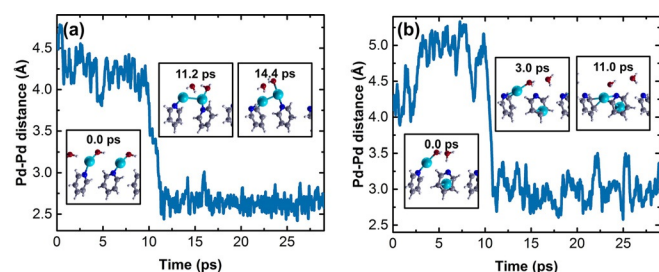 (a)
Pd-Pd distance (Å)
4.5
4.0
3.5
3.0
2.5
11.2 ps
14.4 ps
0.0 ps
0
5
10
15
20
25
Time (ps)
(b)
Pd-Pd distance (Å)
5.0
4.5
4.0
3.5
3.0
2.5
3.0 ps
11.0 ps
0.0 ps
0
5
10
15
20
25
Time (ps)